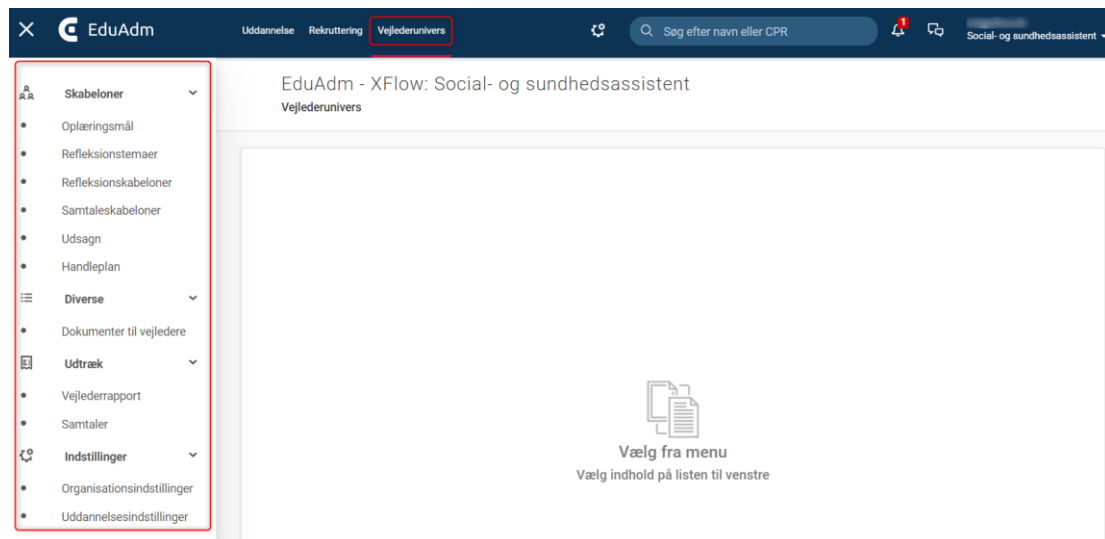 EduAdm
Uddannelse Rekruttering Vejlederunivers
Søg efter navn eller CPR
1
Social- og sundhedsassistent
Skabeloner
Oplæringsmål
Refleksionstemaer
Refleksionskabeloner
Samtaleskabeloner
Udsagn
Handleplan
Diverse
Dokumenter til vejledere
Udtræk
Vejlederrapport
Samtaler
Indstillinger
Organisationsindstillinger
Uddannelsesindstillinger
EduAdm - XFlow: Social- og sundhedsassistent
Vejlederunivers
Vælg fra menu
Vælg indhold på listen til venstre